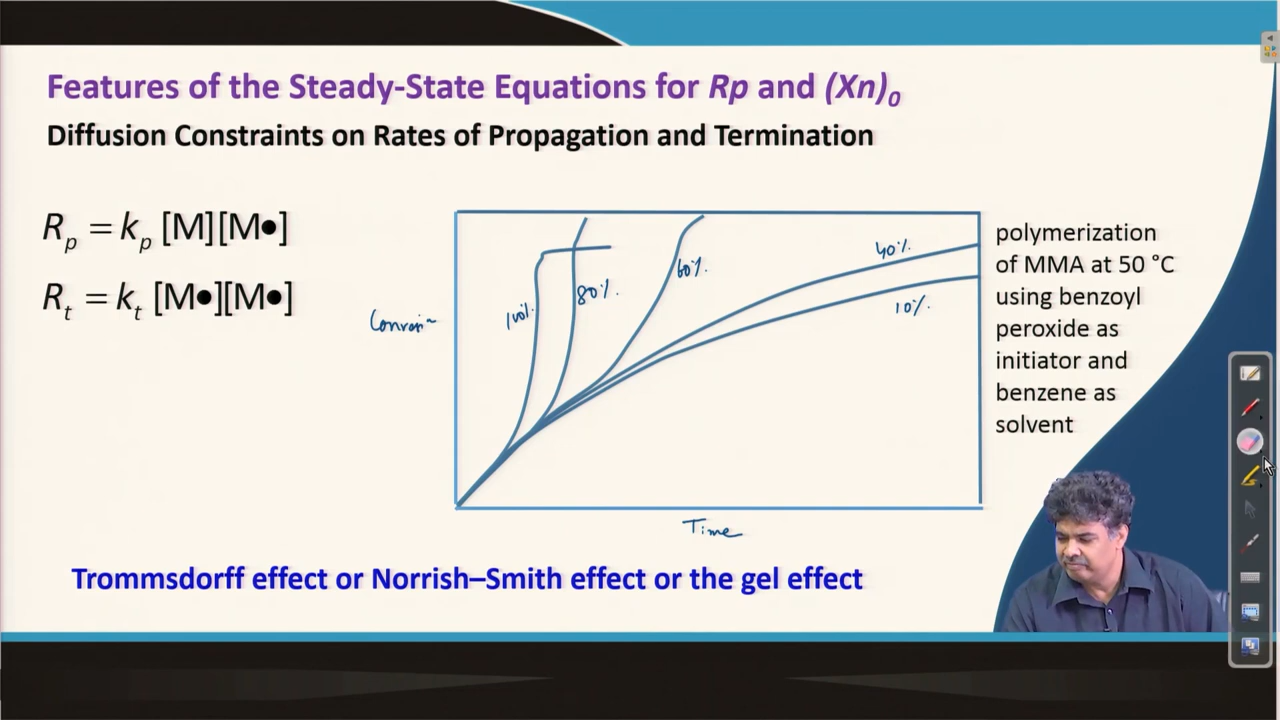 Features of the Steady-State Equations for Rp and (Xn)₀
Diffusion Constraints on Rates of Propagation and Termination
Rₚ = kₚ [M][M●]
Rₜ = kₜ [M●][M●]
100%
80%
60%
40%
10%
Time
polymerization
of MMA at 50 °C
using benzoyl
peroxide as
initiator and
benzene as
solvent
Trommsdorff effect or Norrish–Smith effect or the gel effect